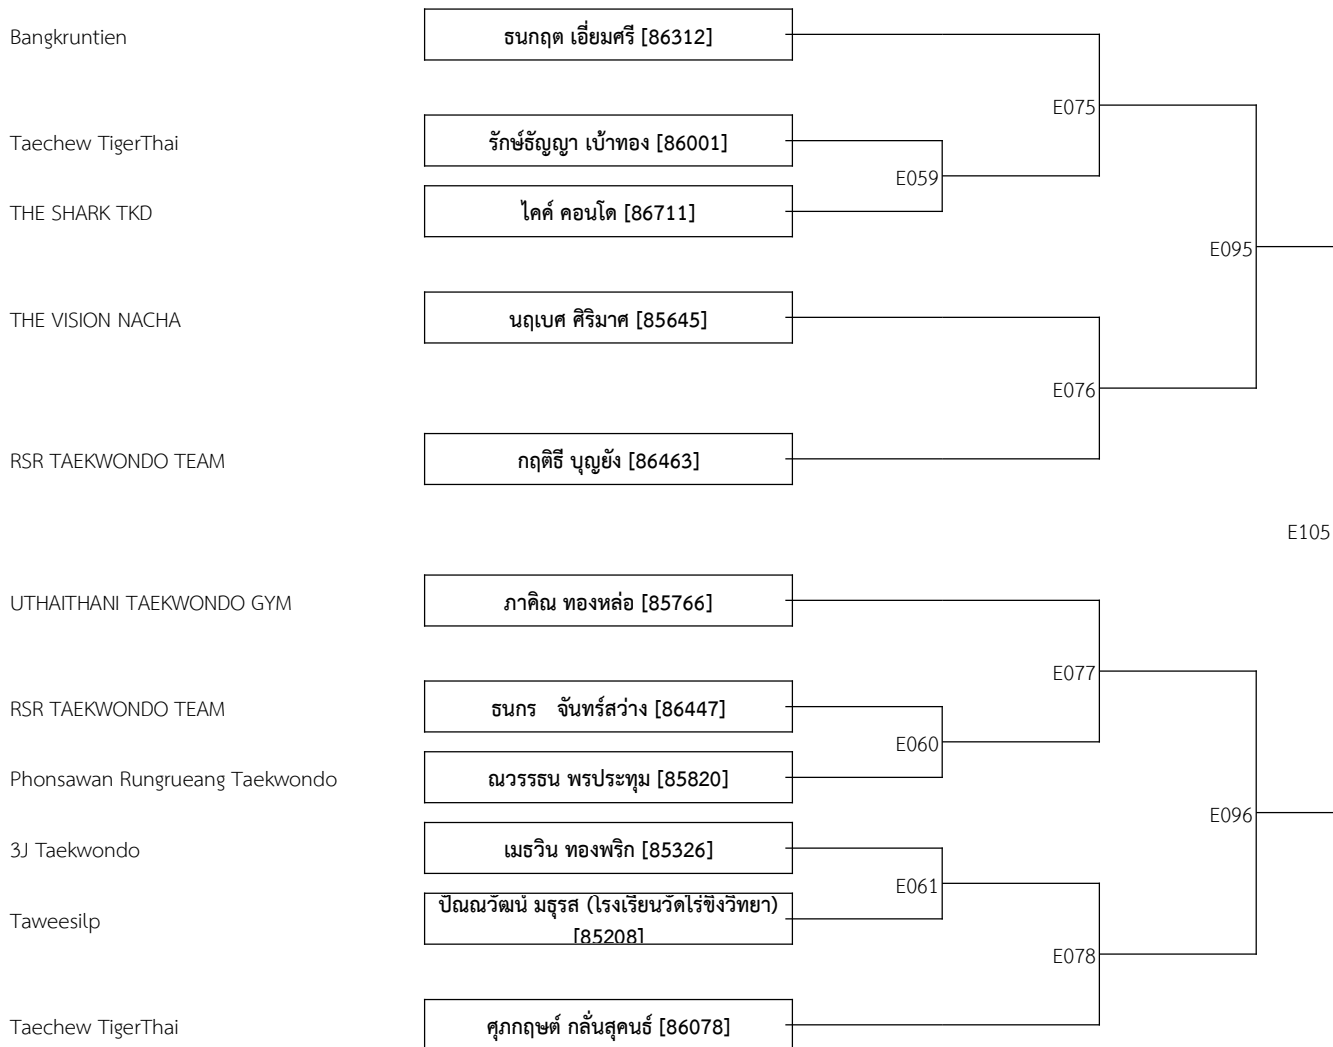 Bangkruntien
ธนกฤต เอี่ยมศรี [86312]
E075
Taechew TigerThai
รักษ์ธัญญา เบ้าทอง [86001]
E059
THE SHARK TKD
ไคค์ คอนโด [86711]
E095
THE VISION NACHA
นฤเบศ ศิริมาศ [85645]
E076
RSR TAEKWONDO TEAM
กฤติธี บุญยัง [86463]
E105
UTHAITHANI TAEKWONDO GYM
ภาคิณ ทองหล่อ [85766]
E077
RSR TAEKWONDO TEAM
ธนกร   จันทร์สว่าง [86447]
E060
Phonsawan Rungrueang Taekwondo
ณวรรธน พรประทุม [85820]
E096
3J Taekwondo
เมธวิน ทองพริก [85326]
E061
Taweesilp
ปัณณวัฒน์ มธุรส (โรงเรียนวัดไร่ขิงวิทยา)
[85208]
E078
Taechew TigerThai
ศุภกฤษต์ กลั่นสุคนธ์ [86078]